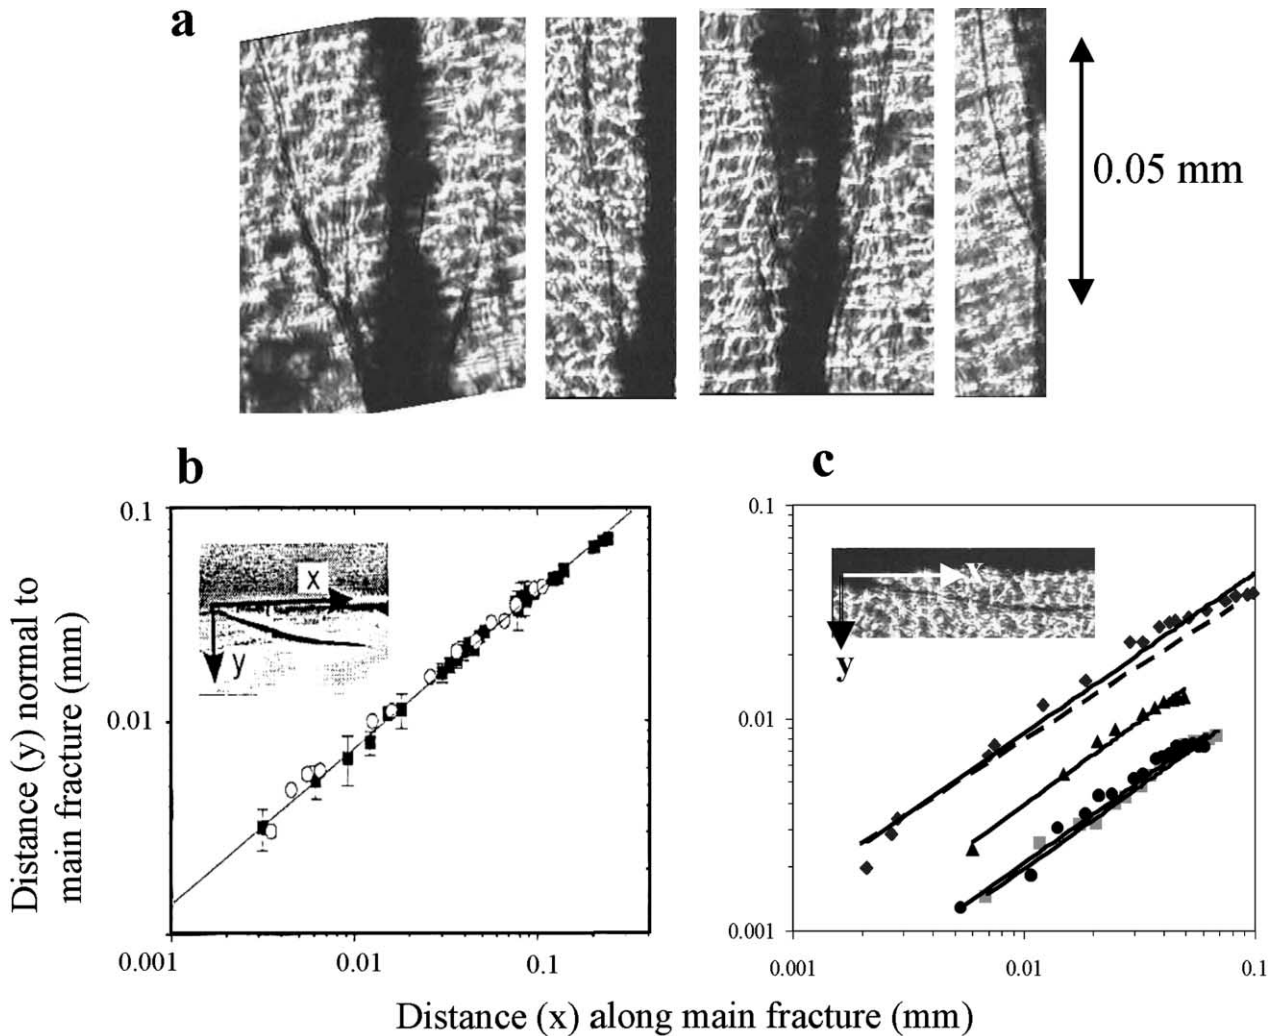 a
0.05 mm
b
c
Distance (y) normal to
main fracture (mm)
0.1
0.01
0.001
0.01
0.1
x
y
0.1
0.01
0.001
0.001
0.01
0.1
x
y
Distance (x) along main fracture (mm)